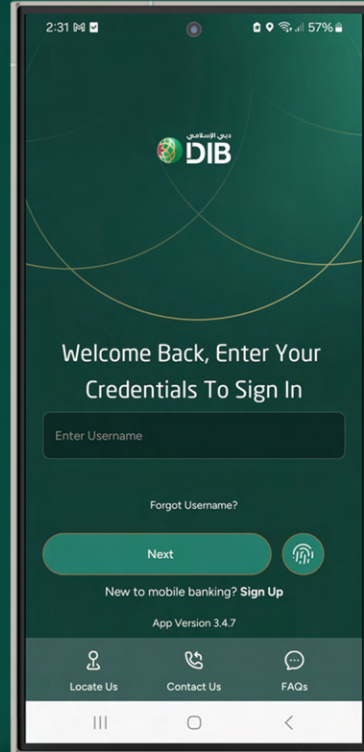 2:31
57%
دبي الإسلامي
DIB
Welcome Back, Enter Your
Credentials To Sign In
Enter Username
Forgot Username?
Next
New to mobile banking? Sign Up
App Version 3.4.7
Locate Us
Contact Us
FAQs